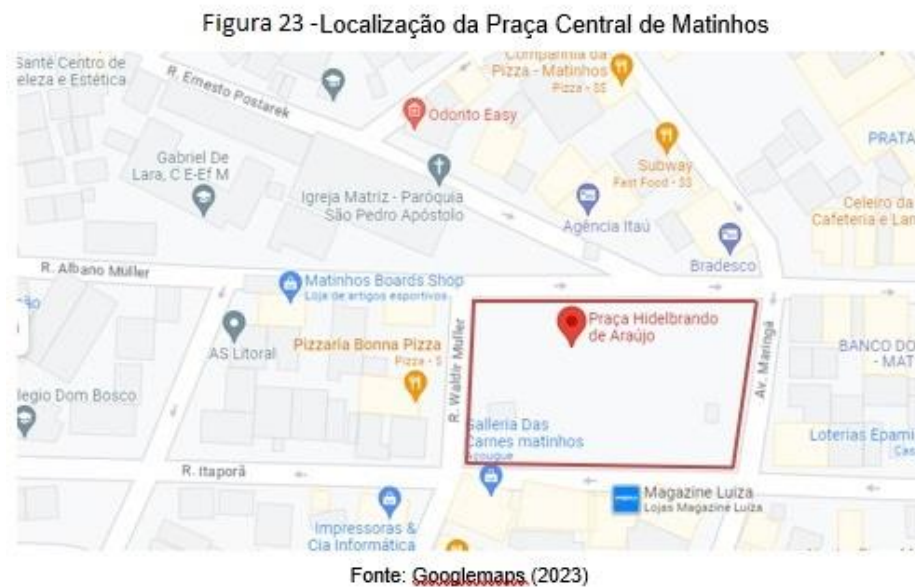 Figura 23 -Localização da Praça Central de Matinhos
Santé Centro de
eleza e Estética
R. Ernesto Postarek
Companhia da
Pizza - Matinhos
Pizza - $$
Odonto Easy
PRATA
Gabriel De
Lara, C E-Ef M
Igreja Matriz - Paróquia
São Pedro Apóstolo
Subway
Fast Food - $$
Agência Itaú
Celeiro da
Cafeteria e Lan
Bradesco
R. Albano Müller
Matinhos Boards Shop
Loja de artigos esportivos
Praça Hidelbrando
de Araújo
AS Litoral
Pizzaria Bonna Pizza
Pizza - $
R. Waldir Muller
Av. Maringá
BANCO DO
- MAT
legio Dom Bosco
Galleria Das
Carnes matinhos
Açougue
Loterias Epami
Cas
R. Itaporã
Magazine Luiza
Lojas Magazine Luiza
Impressoras &
Cia Informática
Fonte: Googlemaps (2023)